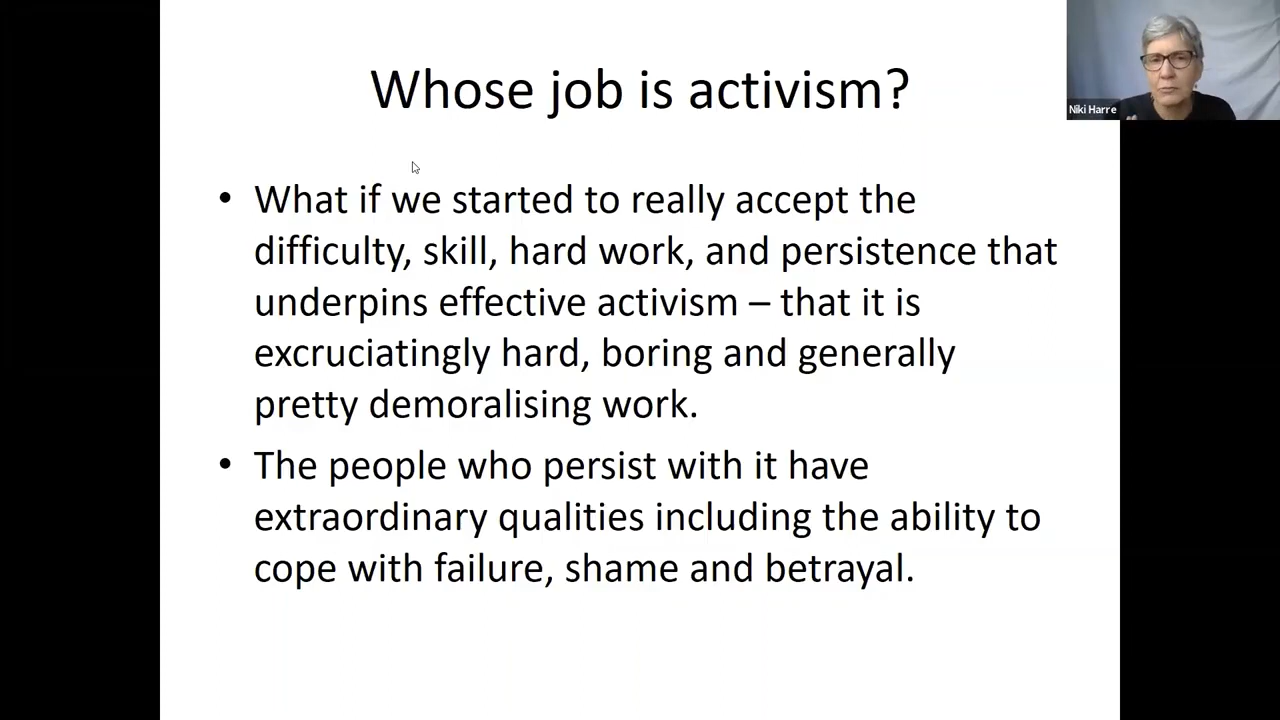 Whose job is activism?
Niki Harre
• What if we started to really accept the
difficulty, skill, hard work, and persistence that
underpins effective activism – that it is
excruciatingly hard, boring and generally
pretty demoralising work.
• The people who persist with it have
extraordinary qualities including the ability to
cope with failure, shame and betrayal.